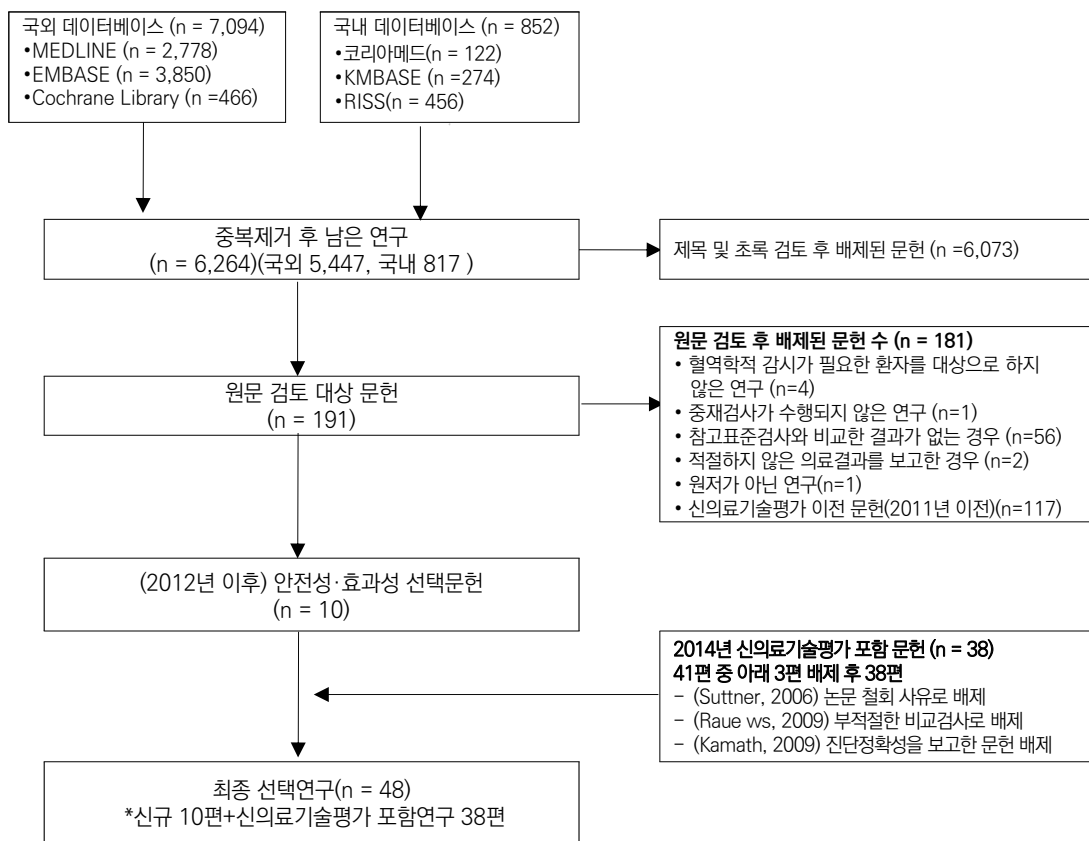 국외 데이터베이스 (n = 7,094)
•MEDLINE (n = 2,778)
•EMBASE (n = 3,850)
•Cochrane Library (n =466)
국내 데이터베이스 (n = 852)
•코리아메드(n = 122)
•KMBASE (n =274)
•RISS(n = 456)
중복제거 후 남은 연구
(n = 6,264)(국외 5,447, 국내 817 )
제목 및 초록 검토 후 배제된 문헌 (n =6,073)
원문 검토 대상 문헌
(n = 191)
원문 검토 후 배제된 문헌 수 (n = 181)
• 혈역학적 감시가 필요한 환자를 대상으로 하지
않은 연구 (n=4)
• 중재검사가 수행되지 않은 연구 (n=1)
• 참고표준검사와 비교한 결과가 없는 경우 (n=56)
• 적절하지 않은 의료결과를 보고한 경우 (n=2)
• 원저가 아닌 연구(n=1)
• 신의료기술평가 이전 문헌(2011년 이전)(n=117)
(2012년 이후) 안전성·효과성 선택문헌
(n = 10)
2014년 신의료기술평가 포함 문헌 (n = 38)
41편 중 아래 3편 배제 후 38편
− (Suttner, 2006) 논문 철회 사유로 배제
− (Raue ws, 2009) 부적절한 비교검사로 배제
− (Kamath, 2009) 진단정확성을 보고한 문헌 배제
최종 선택연구(n = 48)
*신규 10편+신의료기술평가 포함연구 38편